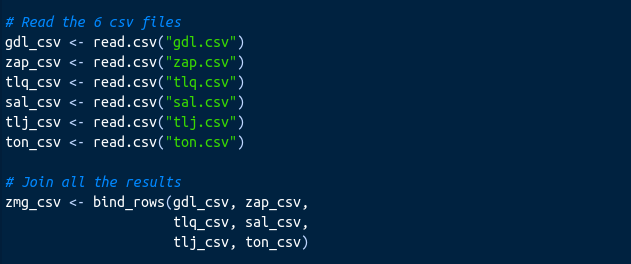 # Read the 6 csv files
gdl_csv <- read.csv("gdl.csv")
zap_csv <- read.csv("zap.csv")
tlq_csv <- read.csv("tlq.csv")
sal_csv <- read.csv("sal.csv")
tlj_csv <- read.csv("tlj.csv")
ton_csv <- read.csv("ton.csv")

# Join all the results
zmg_csv <- bind_rows(gdl_csv, zap_csv,
                     tlq_csv, sal_csv,
                     tlj_csv, ton_csv)